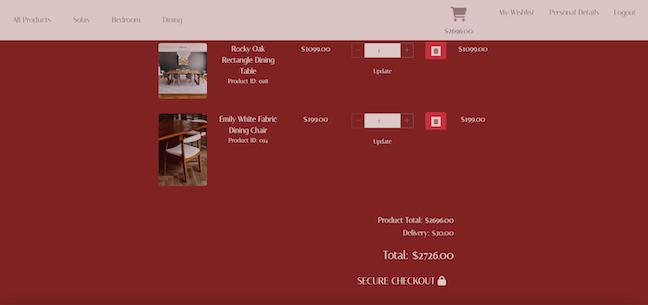 All Products Sofas Bedroom Dining My Wishlist Personal Details Logout
$2696.00
Rocky Oak Rectangle Dining Table
Product ID: 028
$1099.00
1
Update
$1099.00
Emily White Fabric Dining Chair
Product ID: 014
$199.00
1
Update
$199.00
Product Total: $2696.00
Delivery: $30.00
Total: $2726.00
SECURE CHECKOUT